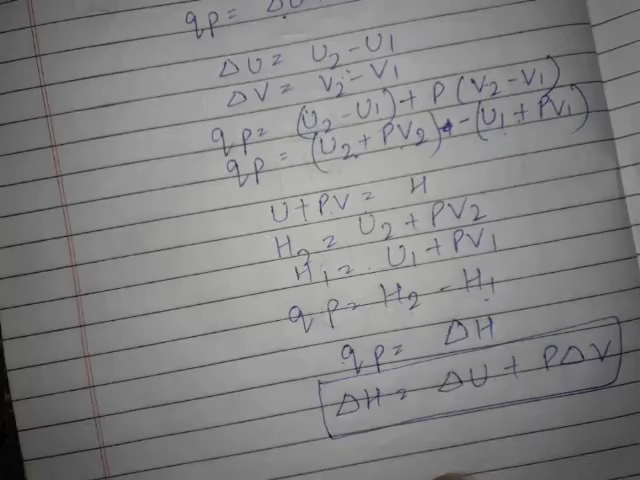 qp = ΔU
ΔU = U2 - U1
ΔV = V2 - V1
qp = (U2 - U1) + P (V2 - V1)
qp = (U2 + PV2) - (U1 + PV1)
U + PV = H
H2 = U2 + PV2
H1 = U1 + PV1
qp = H2 - H1
qp = ΔH
ΔH = ΔU + PΔV